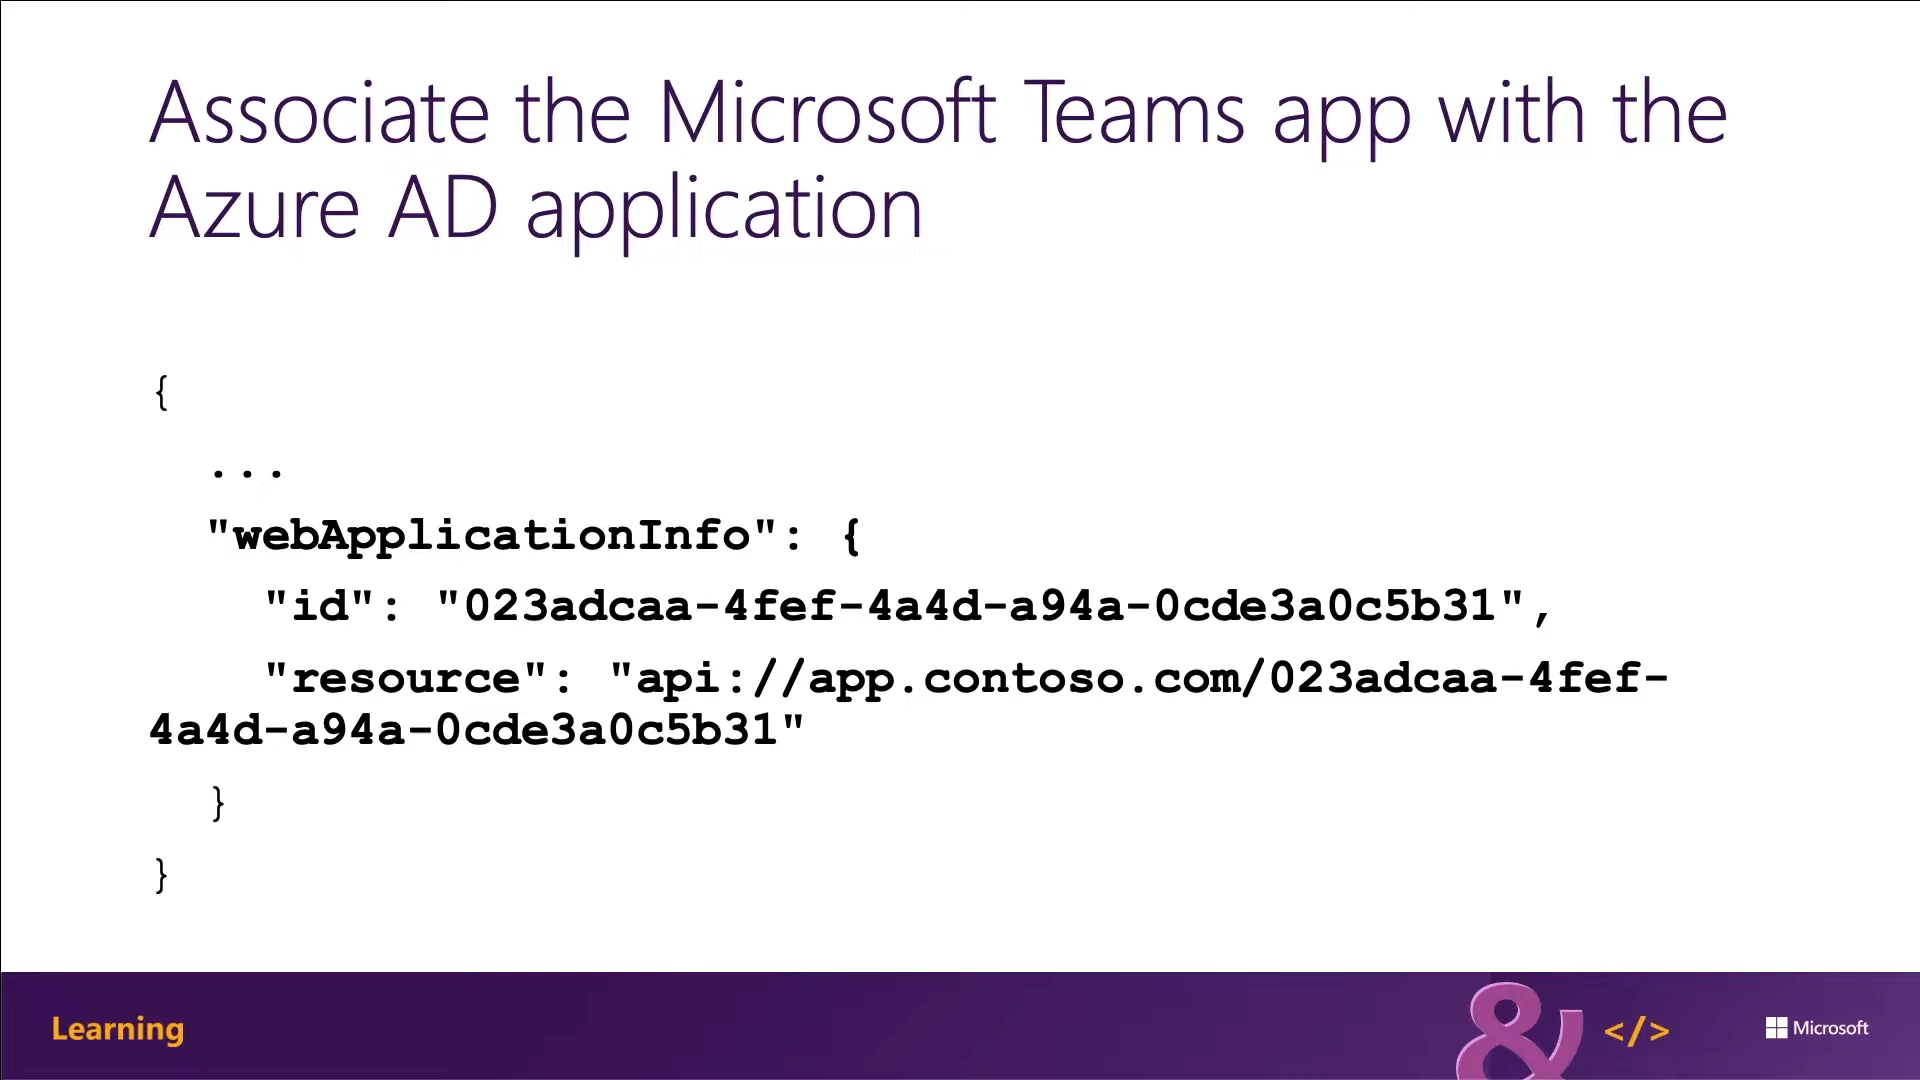 Associate the Microsoft Teams app with the
Azure AD application
{
...
"webApplicationInfo": {
"id": "023adcaa-4fef-4a4d-a94a-0cde3a0c5b31",
"resource": "api://app.contoso.com/023adcaa-4fef-
4a4d-a94a-0cde3a0c5b31"
}
}
Learning
& </>
Microsoft